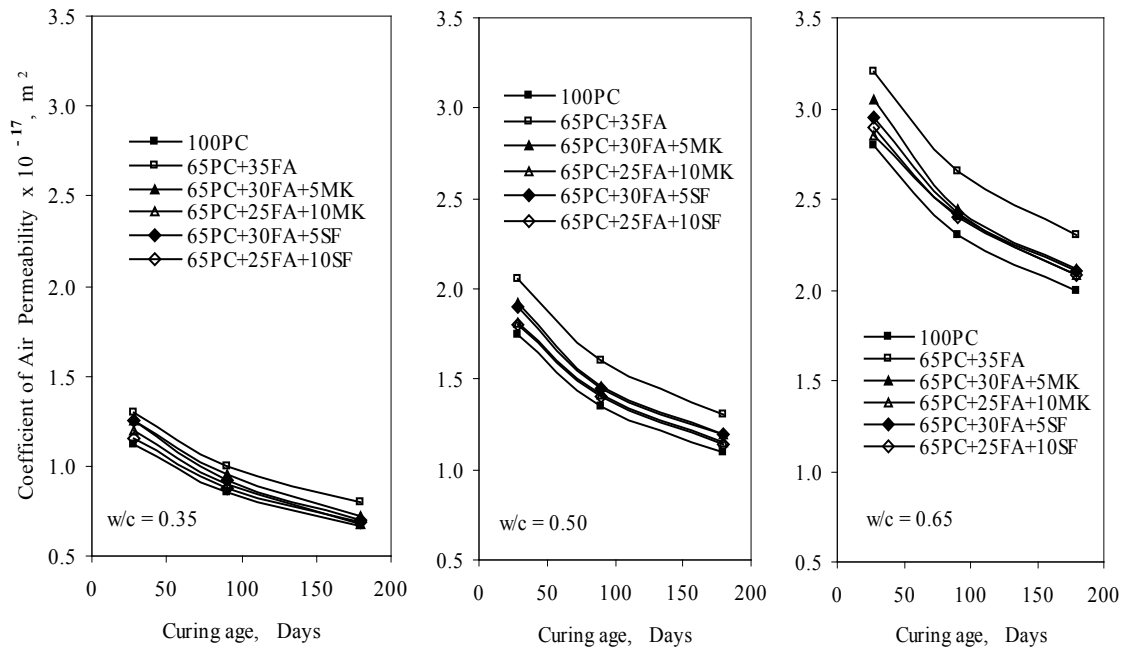 Coefficient of Air Permeability x 10 -17, m 2
3.5
3.0
2.5
2.0
1.5
1.0
0.5
0
50
100
150
200
100PC
65PC+35FA
65PC+30FA+5MK
65PC+25FA+10MK
65PC+30FA+5SF
65PC+25FA+10SF
w/c = 0.35
Curing age, Days
3.5
3.0
2.5
2.0
1.5
1.0
0.5
0
50
100
150
200
100PC
65PC+35FA
65PC+30FA+5MK
65PC+25FA+10MK
65PC+30FA+5SF
65PC+25FA+10SF
w/c = 0.50
Curing age, Days
3.5
3.0
2.5
2.0
1.5
1.0
0.5
0
50
100
150
200
100PC
65PC+35FA
65PC+30FA+5MK
65PC+25FA+10MK
65PC+30FA+5SF
65PC+25FA+10SF
w/c = 0.65
Curing age, Days